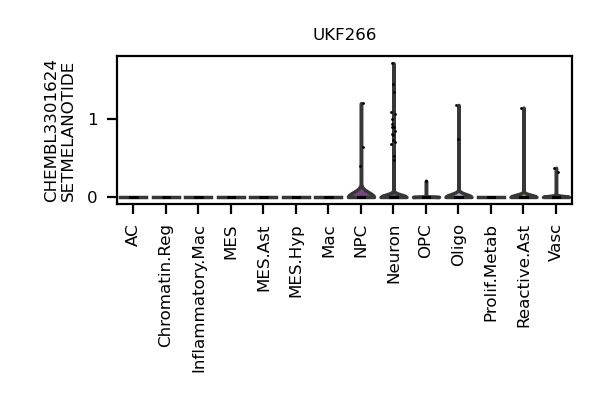 UKF266
CHEMBL3301624
SETMELANOTIDE
1
0
AC
Chromatin.Reg
Inflammatory.Mac
MES
MES.Ast
MES.Hyp
Mac
NPC
Neuron
OPC
Oligo
Prolif.Metab
Reactive.Ast
Vasc